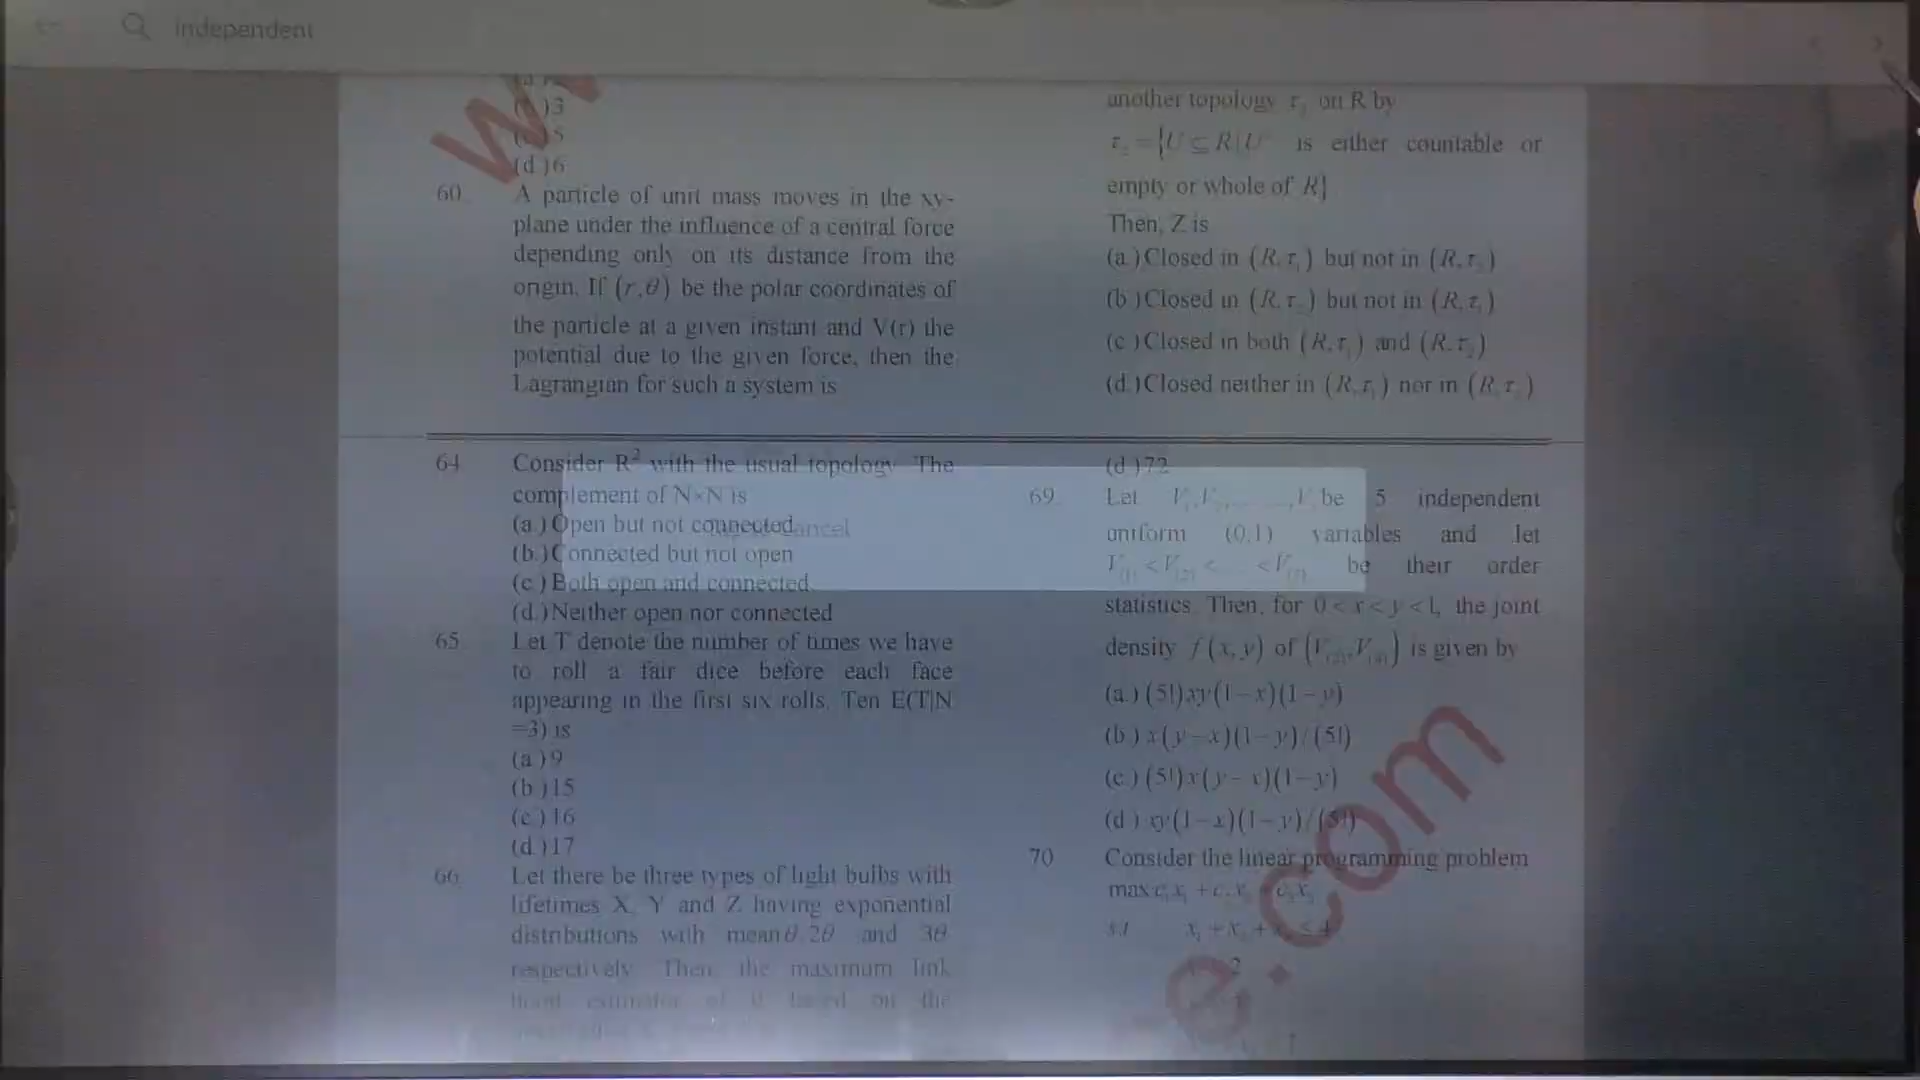 independent
(d.)6
60. A particle of unit mass moves in the xy-
plane under the influence of a central force
depending only on its distance from the
origin. If (r,θ) be the polar coordinates of
the particle at a given instant and V(r) the
potential due to the given force, then the
Lagrangian for such a system is
64. Consider R² with the usual topology. The
complement of N×N is
(a.)Open but not connected
(b.)Connected but not open
(c.)Both open and connected
(d.)Neither open nor connected
65. Let T denote the number of times we have
to roll a fair dice before each face
appearing in the first six rolls. Ten E(T|N
=3) is
(a.)9
(b.)15
(c.)16
(d.)17
66. Let there be three types of light bulbs with
lifetimes X, Y and Z having exponential
distributions with mean θ, 2θ and 3θ
respectively. Then, the maximum link
another topology τ₂ on R by
τ₂ = {U ⊆ R | U is either countable or
empty or whole of R}
Then, Z is
(a.)Closed in (R,τ₁) but not in (R,τ₂)
(b.)Closed in (R,τ₂) but not in (R,τ₁)
(c.)Closed in both (R,τ₁) and (R,τ₂)
(d.)Closed neither in (R,τ₁) nor in (R,τ₂)
(d.)72
69. Let be 5 independent
uniform (0,1) variables and let
be their order
statistics. Then, for 0<x<y<1, the joint
density f(x,y) of is given by
(a.)(5!)xy(1−x)(1−y)
(b.)x(y−x)(1−y)/(5!)
(c.)(5!)x(y−x)(1−y)
(d.)xy(1−x)(1−y)/(5!)
70. Consider the linear programming problem
max c₁x₁ + c₂x₂ + c₃x₃
e.com